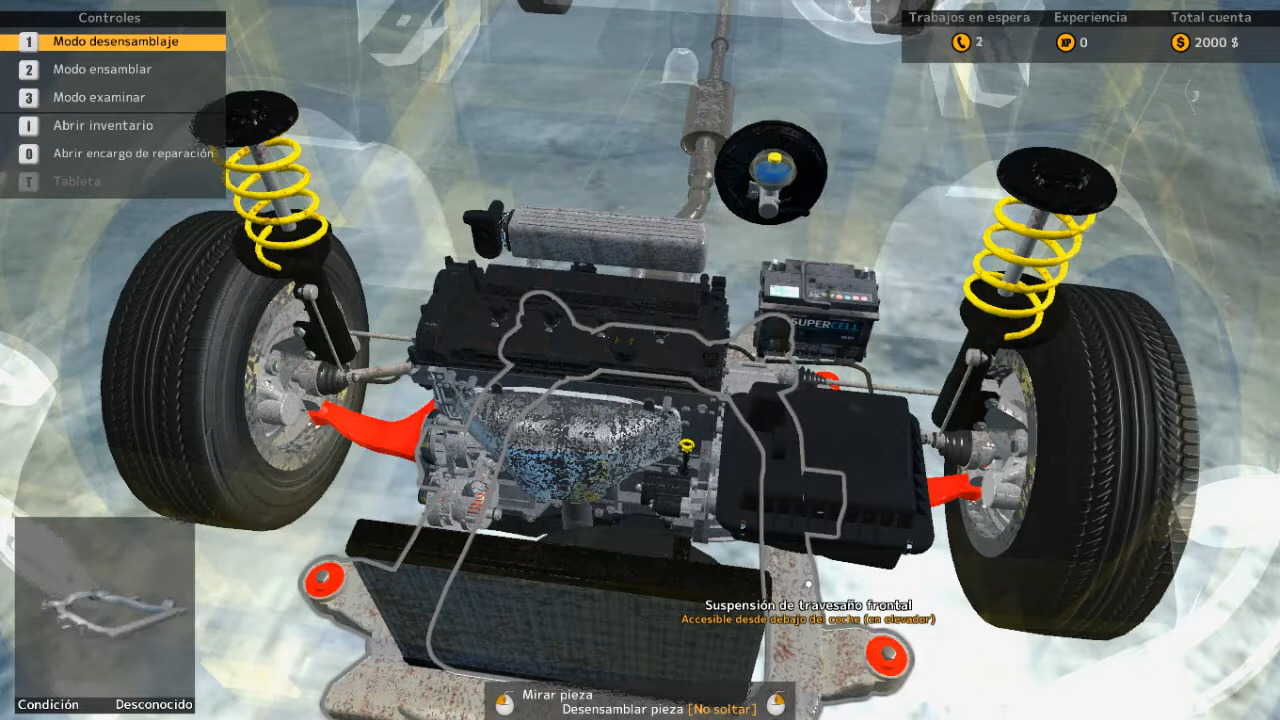 Controles
1 Modo desensamblaje
2 Modo ensamblar
3 Modo examinar
I Abrir inventario
O Abrir encargo de reparación
T Tableta
Trabajos en espera Experiencia Total cuenta
2 XP 0 $ 2000 $
SUPERCELL
Suspensión de travesaño frontal
Accesible desde debajo del coche (en elevador)
Condición Desconocido
Mirar pieza
Desensamblar pieza [No soltar]